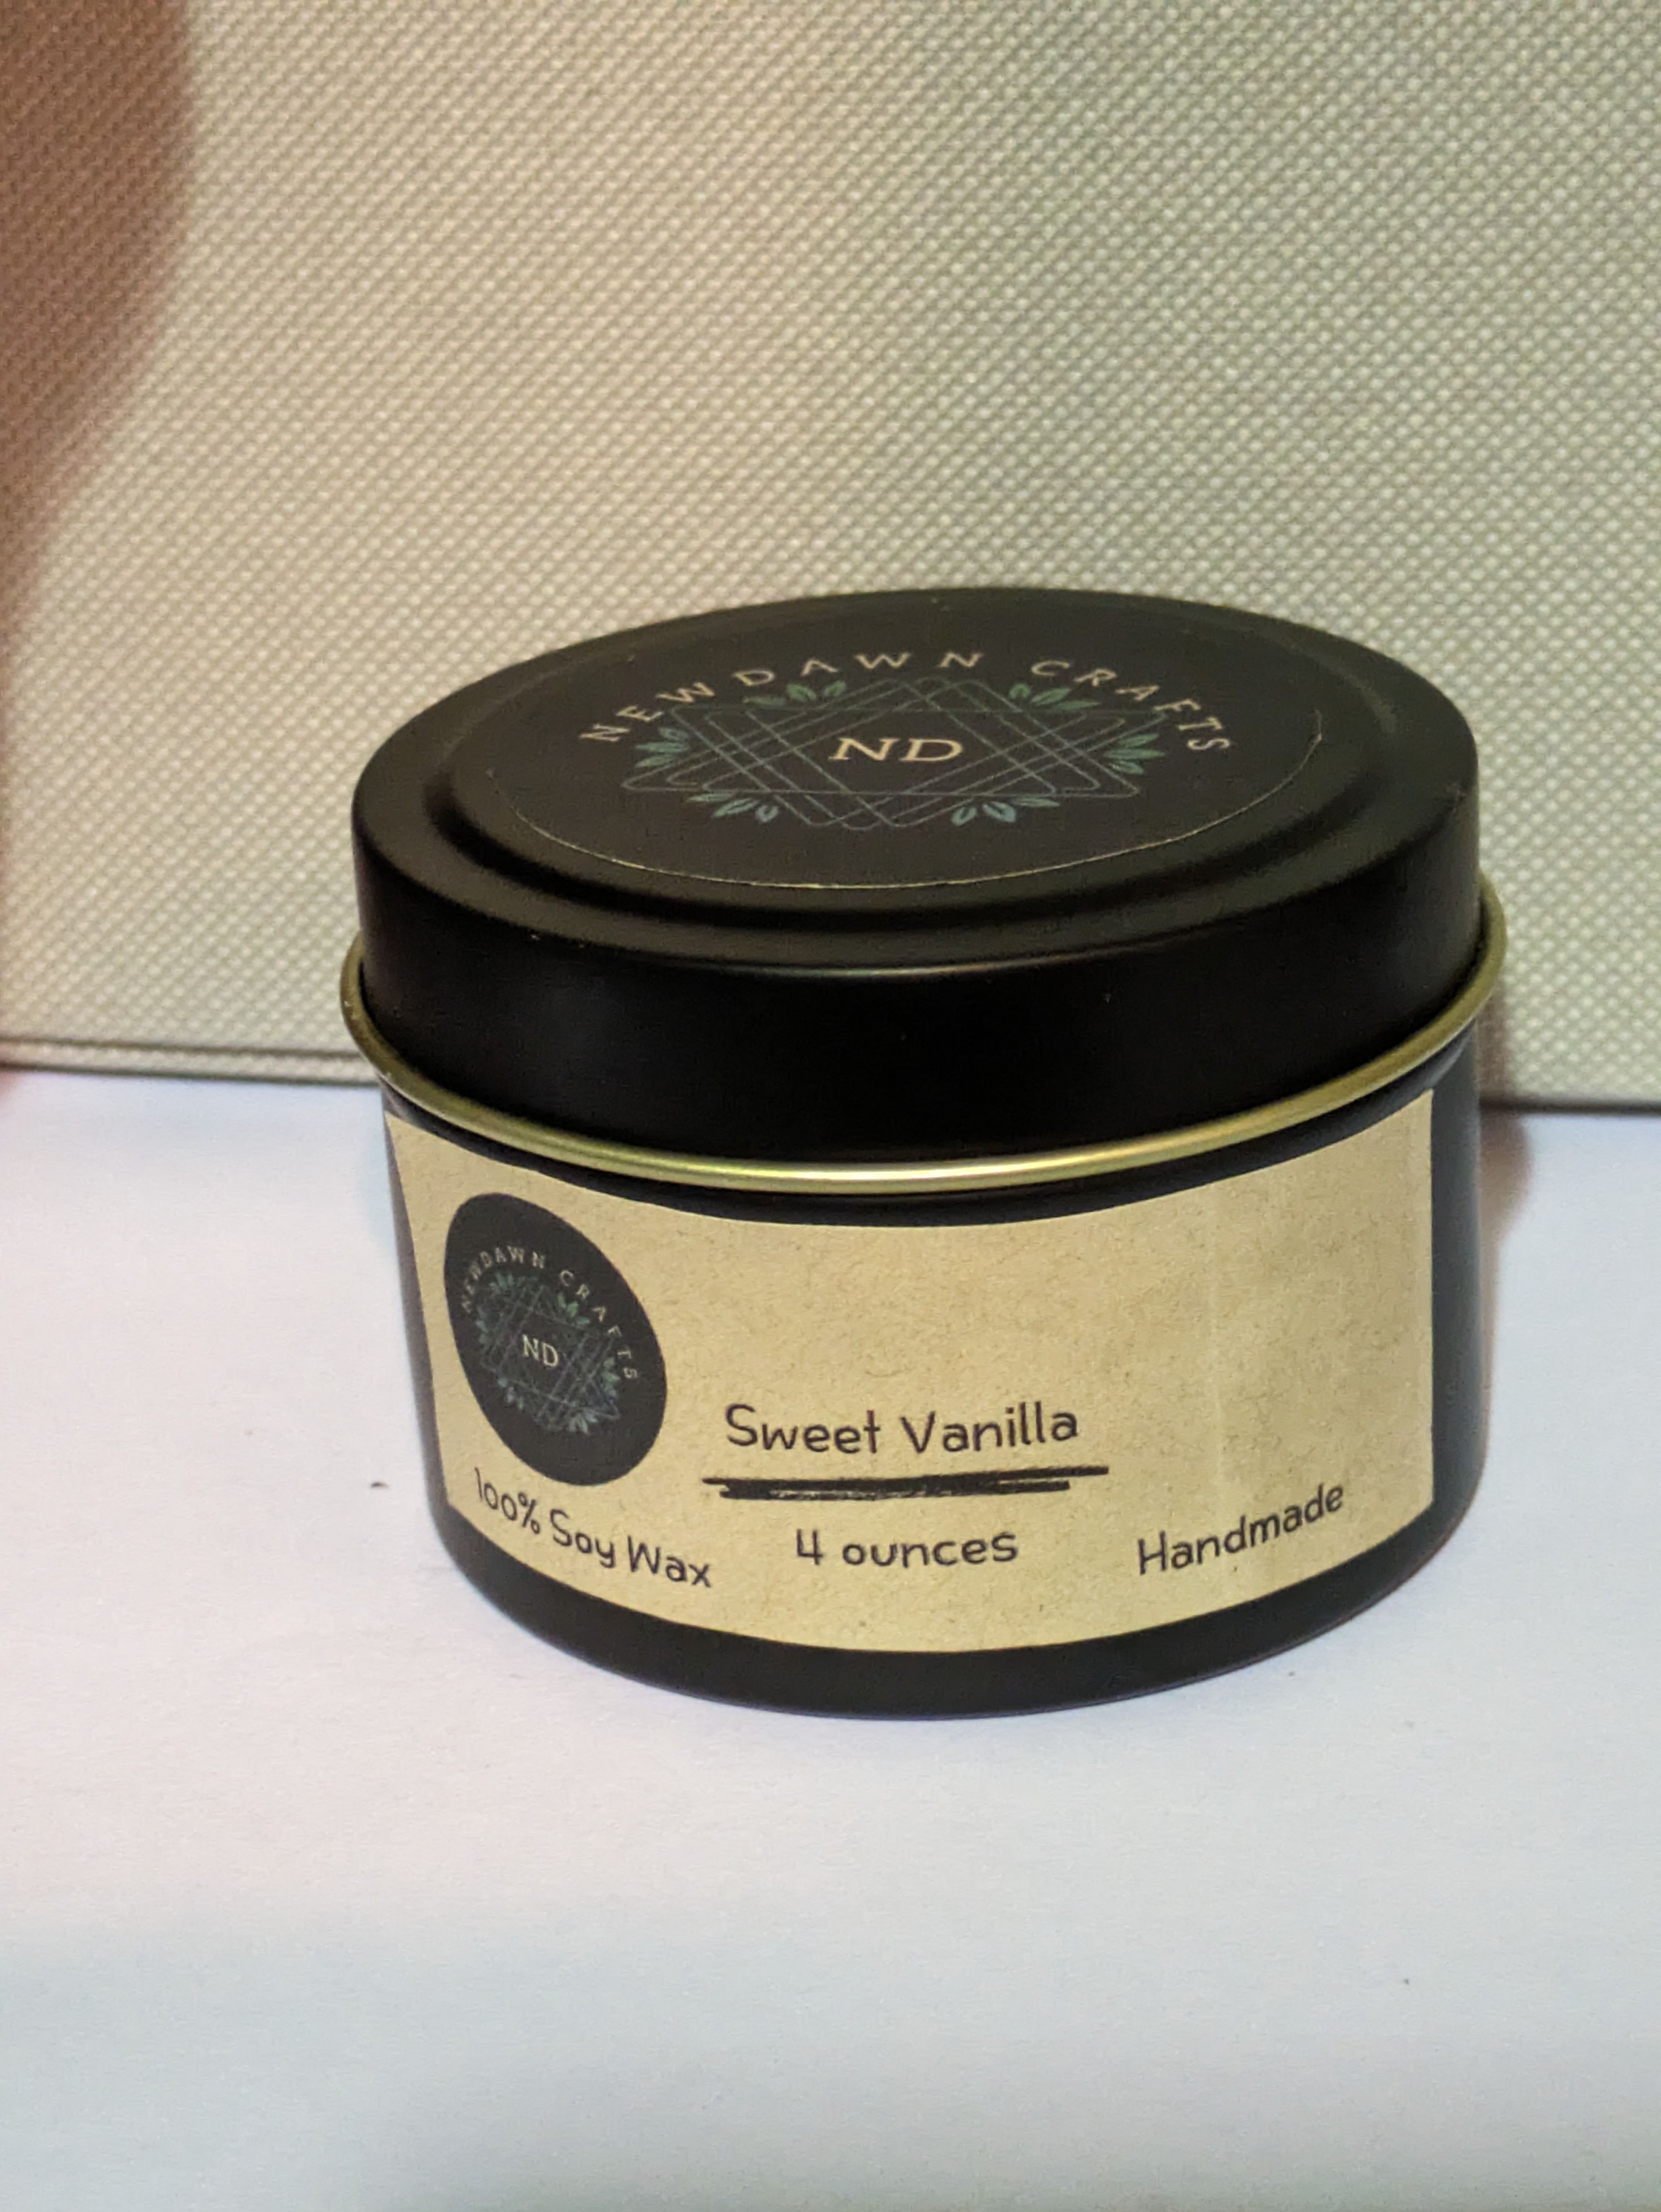 NEWDAWN CRAFTS
ND
NEWDAWN CRAFTS
ND
Sweet Vanilla
100% Soy Wax
4 ounces
Handmade